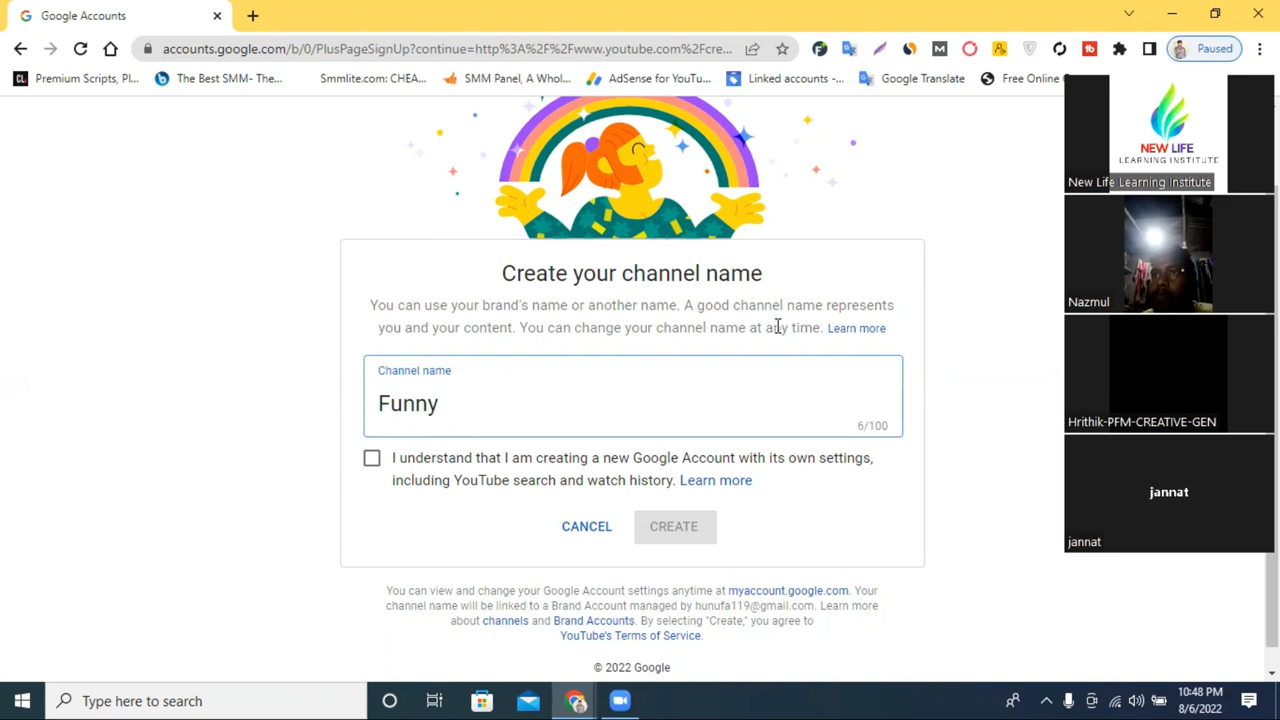 Google Accounts
accounts.google.com/b/0/PlusPageSignUp?continue=http%3A%2F%2Fwww.youtube.com%2Fcre...
Paused
Premium Scripts, Pl...
The Best SMM- The...
Smmlite.com: CHEA...
SMM Panel, A Whol...
AdSense for YouTu...
Linked accounts -...
Google Translate
Free Online
NEW LIFE
LEARNING INSTITUTE
New Life Learning Institute
Nazmul
Hrithik-PFM-CREATIVE-GEN
jannat
jannat
Create your channel name
You can use your brand's name or another name. A good channel name represents
you and your content. You can change your channel name at any time. Learn more
Channel name
Funny
6/100
I understand that I am creating a new Google Account with its own settings,
including YouTube search and watch history. Learn more
CANCEL
CREATE
You can view and change your Google Account settings anytime at myaccount.google.com. Your
channel name will be linked to a Brand Account managed by hunufa119@gmail.com. Learn more
about channels and Brand Accounts. By selecting "Create," you agree to
YouTube's Terms of Service.
© 2022 Google
Type here to search
10:48 PM
8/6/2022